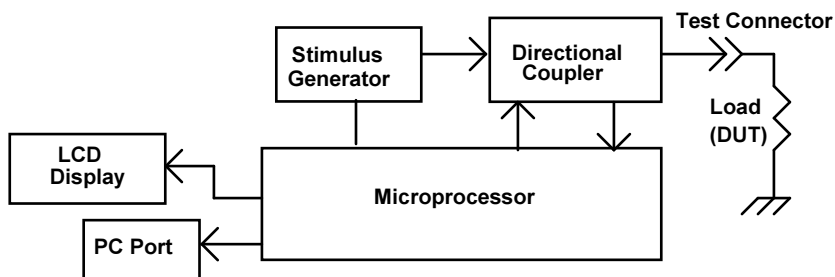 Test Connector
Stimulus
Generator
Directional
Coupler
Load
(DUT)
LCD
Display
Microprocessor
PC Port